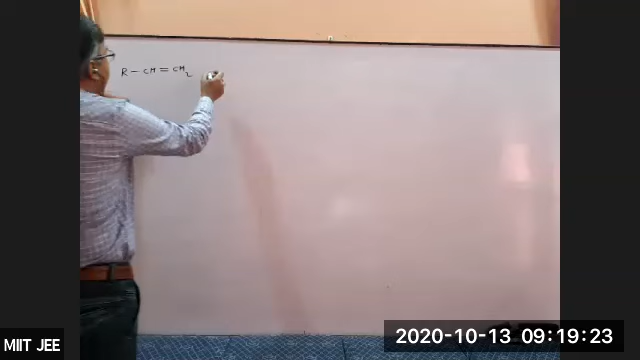 R – CH = CH₂
MIIT JEE
2020-10-13 09:19:23